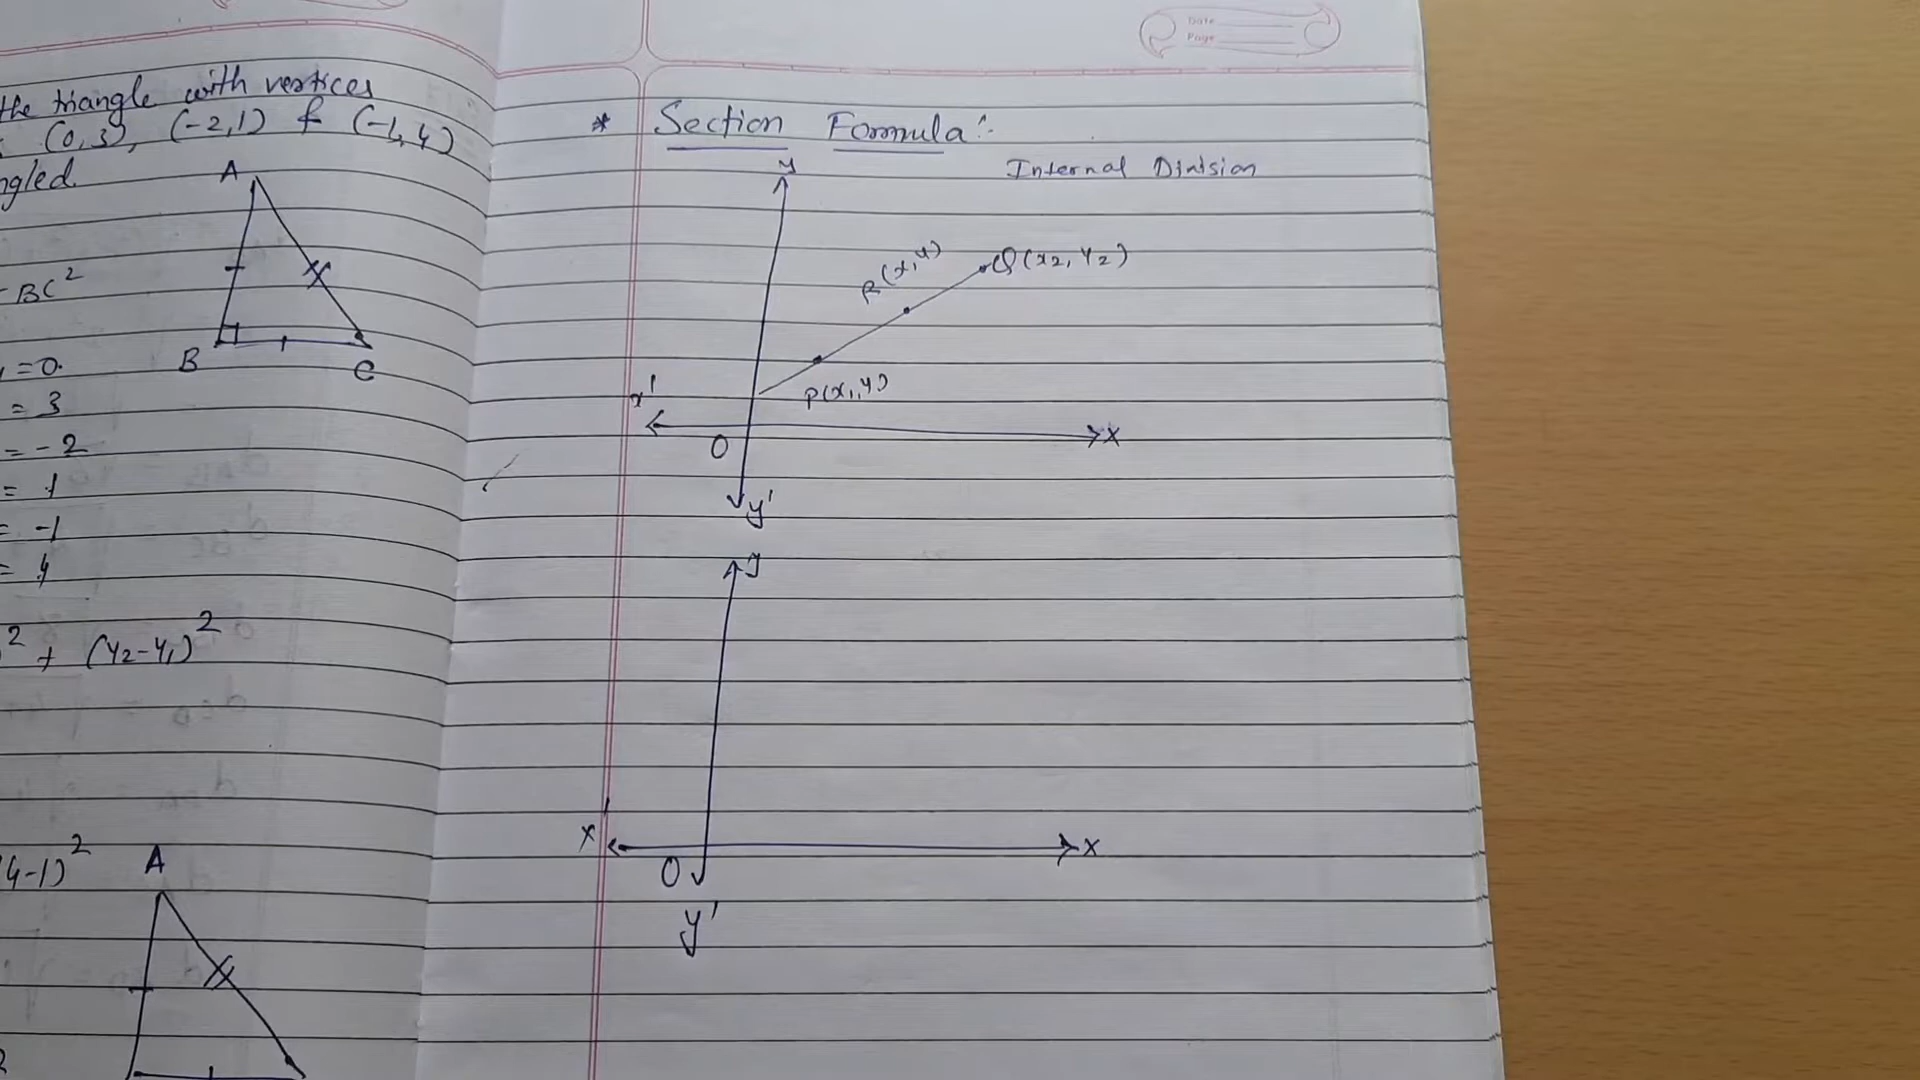 the triangle with vertices
(0,3), (-2,1) & (-1,4)
ngled.
A
- BC²
B
C
= 0.
= 3
= -2
= 1
= -1
= 4
² + (y₂-y₁)²
(4-1)²
A
Date
Page
* Section Formula:-
Internal Division
y
R(x,y)
Q(x₂, y₂)
P(x₁,y)
x'
O
x
y'
y
x
O
x
y'